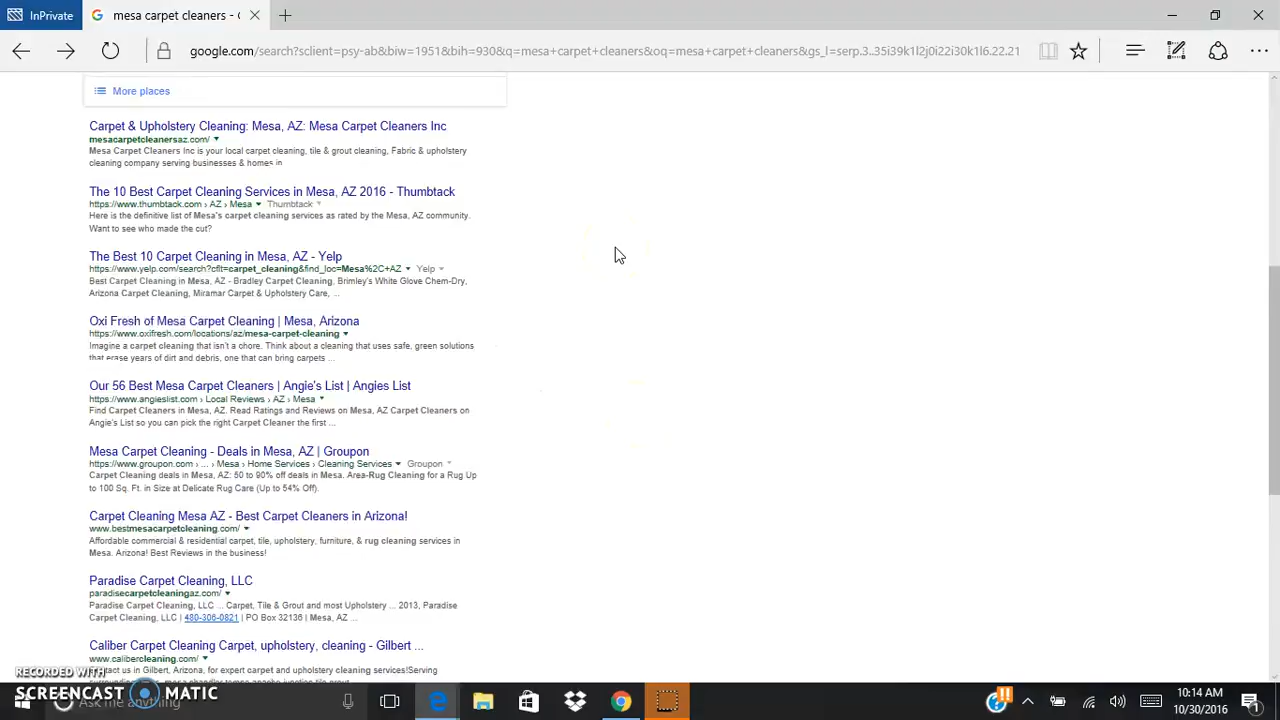 InPrivate
mesa carpet cleaners - 
google.com/search?sclient=psy-ab&biw=1951&bih=930&q=mesa+carpet+cleaners&oq=mesa+carpet+cleaners&gs_l=serp.3..35i39k1l2j0i22i30k1l6.22.21
More places
Carpet & Upholstery Cleaning: Mesa, AZ: Mesa Carpet Cleaners Inc
mesacarpetcleanersaz.com/
Mesa Carpet Cleaners Inc is your local carpet cleaning, tile & grout cleaning, Fabric & upholstery
cleaning company serving businesses & homes in
The 10 Best Carpet Cleaning Services in Mesa, AZ 2016 - Thumbtack
https://www.thumbtack.com › AZ › Mesa Thumbtack
Here is the definitive list of Mesa's carpet cleaning services as rated by the Mesa, AZ community.
Want to see who made the cut?
The Best 10 Carpet Cleaning in Mesa, AZ - Yelp
https://www.yelp.com/search?cflt=carpet_cleaning&find_loc=Mesa%2C+AZ Yelp
Best Carpet Cleaning in Mesa, AZ - Bradley Carpet Cleaning, Brimley's White Glove Chem-Dry,
Arizona Carpet Cleaning, Miramar Carpet & Upholstery Care, ...
Oxi Fresh of Mesa Carpet Cleaning | Mesa, Arizona
https://www.oxifresh.com/locations/az/mesa-carpet-cleaning
Imagine a carpet cleaning that isn't a chore. Think about a cleaning that uses safe, green solutions
that erase years of dirt and debris, one that can bring carpets ...
Our 56 Best Mesa Carpet Cleaners | Angie's List | Angies List
https://www.angieslist.com › Local Reviews › AZ › Mesa
Find Carpet Cleaners in Mesa, AZ. Read Ratings and Reviews on Mesa, AZ Carpet Cleaners on
Angie's List so you can pick the right Carpet Cleaner the first ...
Mesa Carpet Cleaning - Deals in Mesa, AZ | Groupon
https://www.groupon.com › ... › Mesa › Home Services › Cleaning Services Groupon
Carpet Cleaning deals in Mesa, AZ: 50 to 90% off deals in Mesa. Area-Rug Cleaning for a Rug Up
to 100 Sq. Ft. in Size at Delicate Rug Care (Up to 54% Off).
Carpet Cleaning Mesa AZ - Best Carpet Cleaners in Arizona!
www.bestmesacarpetcleaning.com/
Affordable commercial & residential carpet, tile, upholstery, furniture, & rug cleaning services in
Mesa. Arizona! Best Reviews in the business!
Paradise Carpet Cleaning, LLC
paradisecarpetcleaningaz.com/
Paradise Carpet Cleaning, LLC ... Carpet, Tile & Grout and most Upholstery ... 2013, Paradise
Carpet Cleaning, LLC | 480-306-0821 | PO Box 32136 | Mesa, AZ ...
Caliber Carpet Cleaning Carpet, upholstery, cleaning - Gilbert ...
www.calibercleaning.com/
us in Gilbert, Arizona, for expert carpet and upholstery cleaning services!Serving
RECORDED WITH
SCREENCAST MATIC
Ask me anything
10:14 AM
10/30/2016
1